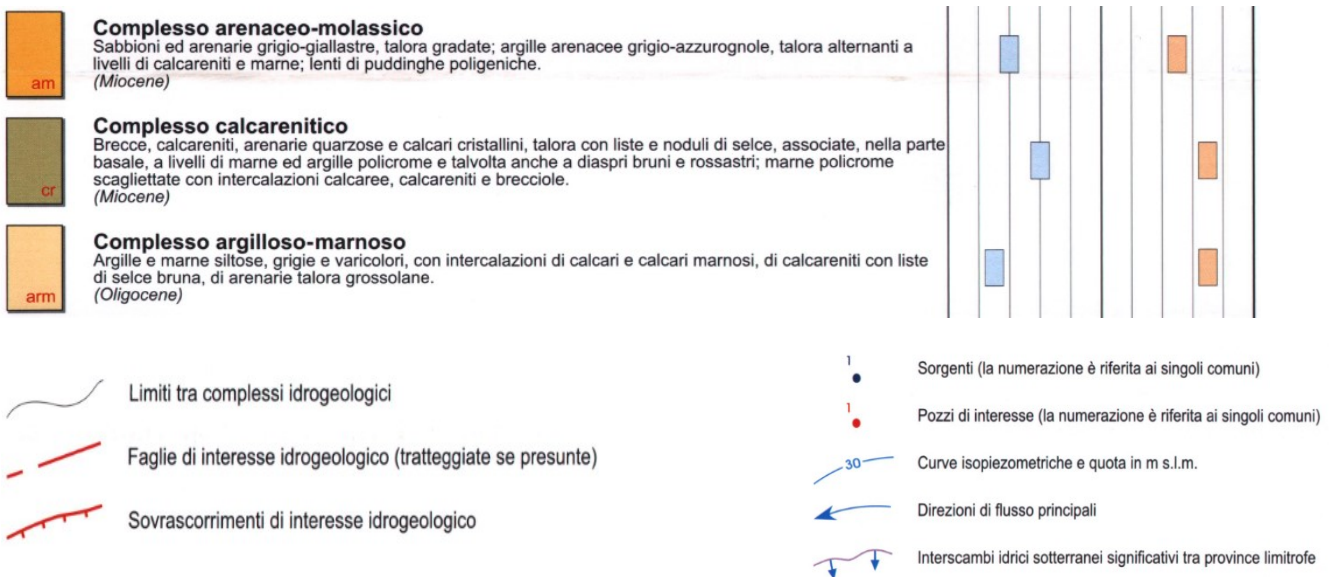 Complesso arenaceo-molassico
Sabbioni ed arenarie grigio-giallastre, talora gradate; argille arenacee grigio-azzurognole, talora alternanti a
livelli di calcareniti e marne; lenti di puddinghe poligeniche.
(Miocene)
am
Complesso calcarenitico
Brecce, calcareniti, arenarie quarzose e calcari cristallini, talora con liste e noduli di selce, associate, nella parte
basale, a livelli di marne ed argille policrome e talvolta anche a diaspri bruni e rossastri; marne policrome
scagliettate con intercalazioni calcaree, calcareniti e brecciole.
(Miocene)
cr
Complesso argilloso-marnoso
Argille e marne siltose, grigie e varicolori, con intercalazioni di calcari e calcari marnosi, di calcareniti con liste
di selce bruna, di arenarie talora grossolane.
(Oligocene)
arm
Limiti tra complessi idrogeologici
Faglie di interesse idrogeologico (tratteggiate se presunte)
Sovrascorrimenti di interesse idrogeologico
1
Sorgenti (la numerazione è riferita ai singoli comuni)
1
Pozzi di interesse (la numerazione è riferita ai singoli comuni)
30
Curve isopiezometriche e quota in m s.l.m.
Direzioni di flusso principali
Interscambi idrici sotterranei significativi tra province limitrofe